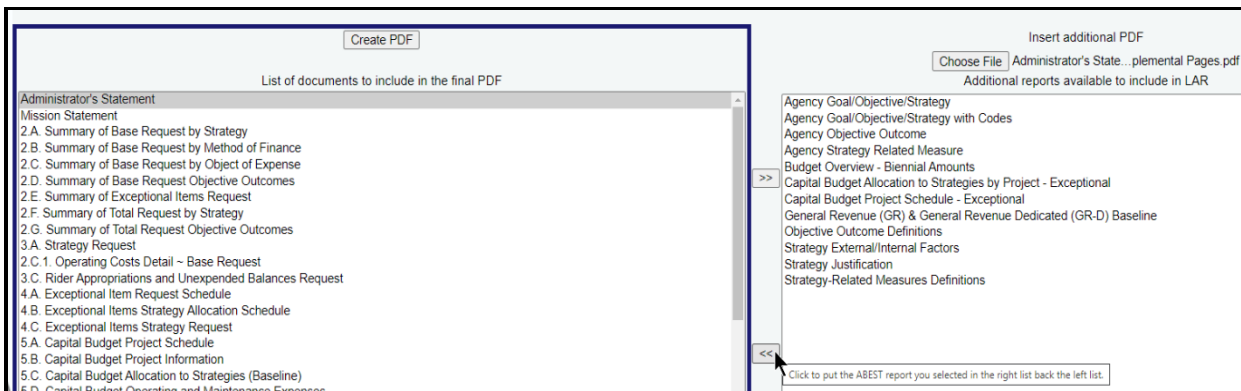 Create PDF
List of documents to include in the final PDF
Administrator's Statement
Mission Statement
2.A. Summary of Base Request by Strategy
2.B. Summary of Base Request by Method of Finance
2.C. Summary of Base Request by Object of Expense
2.D. Summary of Base Request Objective Outcomes
2.E. Summary of Exceptional Items Request
2.F. Summary of Total Request by Strategy
2.G. Summary of Total Request Objective Outcomes
3.A. Strategy Request
2.C.1. Operating Costs Detail ~ Base Request
3.C. Rider Appropriations and Unexpended Balances Request
4.A. Exceptional Item Request Schedule
4.B. Exceptional Items Strategy Allocation Schedule
4.C. Exceptional Items Strategy Request
5.A. Capital Budget Project Schedule
5.B. Capital Budget Project Information
5.C. Capital Budget Allocation to Strategies (Baseline)
5.D. Capital Budget Operating and Maintenance Expenses
>>
<<
Insert additional PDF
Choose File Administrator's State...plemental Pages.pdf
Additional reports available to include in LAR
Agency Goal/Objective/Strategy
Agency Goal/Objective/Strategy with Codes
Agency Objective Outcome
Agency Strategy Related Measure
Budget Overview - Biennial Amounts
Capital Budget Allocation to Strategies by Project - Exceptional
Capital Budget Project Schedule - Exceptional
General Revenue (GR) & General Revenue Dedicated (GR-D) Baseline
Objective Outcome Definitions
Strategy External/Internal Factors
Strategy Justification
Strategy-Related Measures Definitions
Click to put the ABEST report you selected in the right list back the left list.